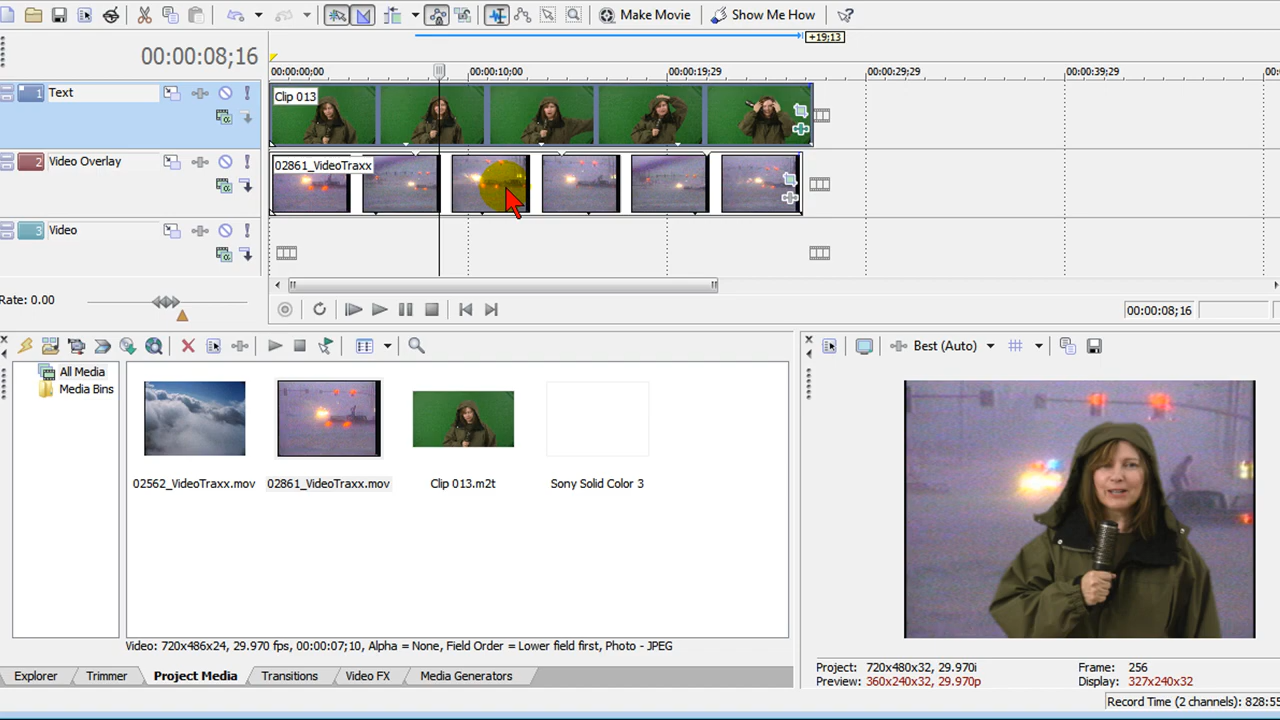 Make Movie
Show Me How
+19;13
00:00:08;16
00:00:00;00
00:00:10;00
00:00:19;29
00:00:29;29
00:00:39;29
1 Text
Clip 013
2 Video Overlay
02861_VideoTraxx
3 Video
Rate: 0.00
00:00:08;16
All Media
Media Bins
Best (Auto)
02562_VideoTraxx.mov
02861_VideoTraxx.mov
Clip 013.m2t
Sony Solid Color 3
Video: 720x486x24, 29.970 fps, 00:00:07;10, Alpha = None, Field Order = Lower field first, Photo - JPEG
Explorer
Trimmer
Project Media
Transitions
Video FX
Media Generators
Project: 720x480x32, 29.970i
Frame: 256
Preview: 360x240x32, 29.970p
Display: 327x240x32
Record Time (2 channels): 828:55